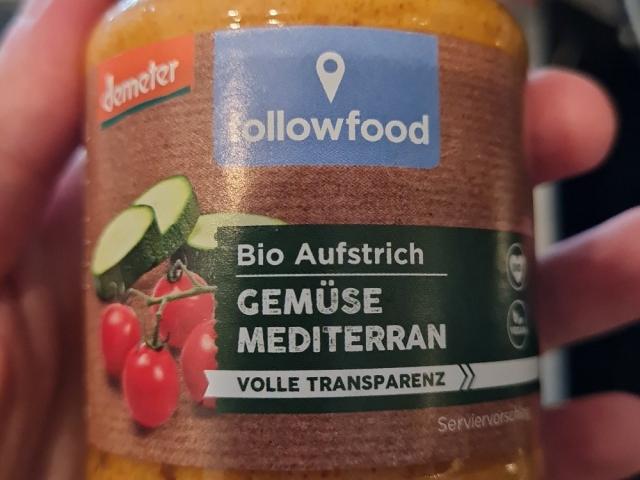 demeter
followfood
Bio Aufstrich
GEMÜSE
MEDITERRAN
VOLLE TRANSPARENZ
Serviervorschlag